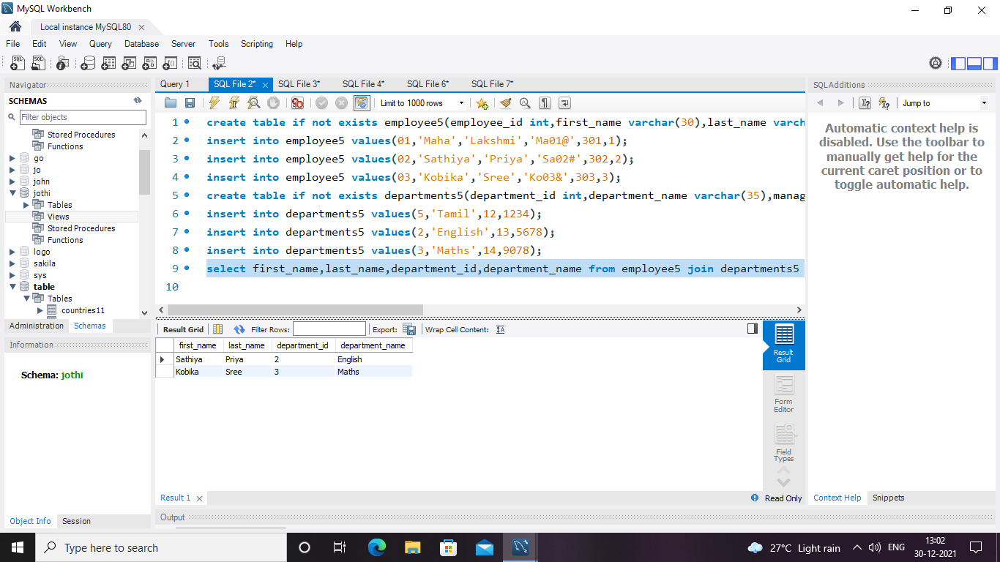 MySQL Workbench
Local instance MySQL80
File Edit View Query Database Server Tools Scripting Help
Navigator
SCHEMAS
Filter objects
Stored Procedures
Functions
go
jo
john
jothi
Tables
Views
Stored Procedures
Functions
logo
sakila
sys
table
Tables
countries11
Administration Schemas
Information
Schema: jothi
Object Info Session
Query 1 SQL File 2* SQL File 3* SQL File 4* SQL File 6* SQL File 7*
Limit to 1000 rows
1 create table if not exists employee5(employee_id int,first_name varchar(30),last_name varch
2 insert into employee5 values(01,'Maha','Lakshmi','Ma01@',301,1);
3 insert into employee5 values(02,'Sathiya','Priya','Sa02#',302,2);
4 insert into employee5 values(03,'Kobika','Sree','Ko03&',303,3);
5 create table if not exists departments5(department_id int,department_name varchar(35),manag
6 insert into departments5 values(5,'Tamil',12,1234);
7 insert into departments5 values(2,'English',13,5678);
8 insert into departments5 values(3,'Maths',14,9078);
9 select first_name,last_name,department_id,department_name from employee5 join departments5
10
Result Grid Filter Rows: Export: Wrap Cell Content:
first_name last_name department_id department_name
Sathiya Priya 2 English
Kobika Sree 3 Maths
Result
Grid
Form
Editor
Field
Types
Result 1
Read Only
Output
SQLAdditions
Jump to
Automatic context help is
disabled. Use the toolbar to
manually get help for the
current caret position or to
toggle automatic help.
Context Help Snippets
Type here to search
27°C Light rain
ENG
13:02
30-12-2021